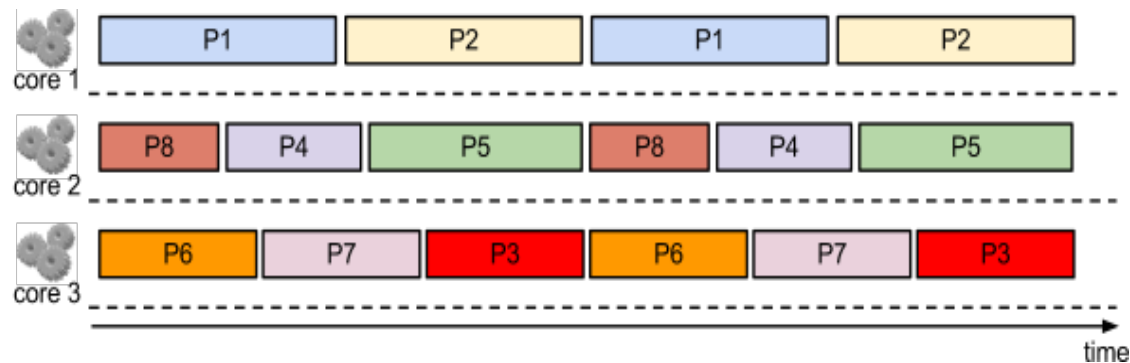 P1 P2 P1 P2
core 1
P8 P4 P5 P8 P4 P5
core 2
P6 P7 P3 P6 P7 P3
core 3
time